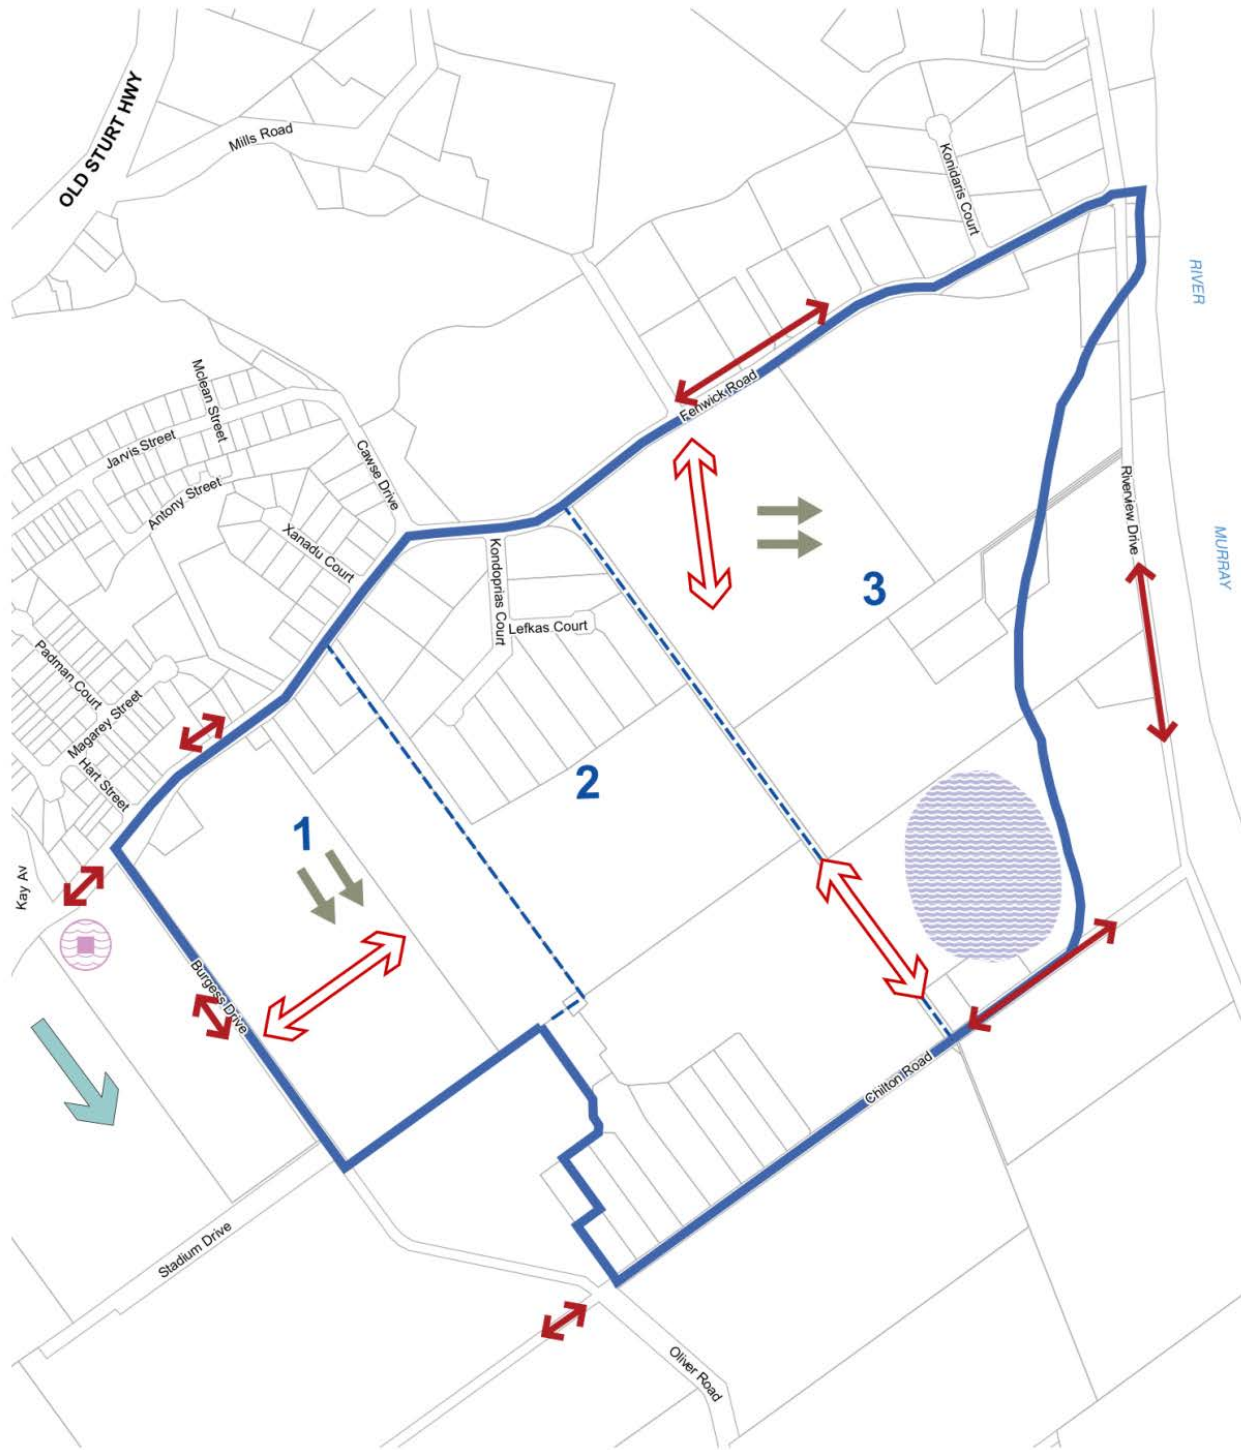 OLD STURT HWY
Mills Road
Konidaris Court
RIVER
Mclean Street
Jarvis Street
Fenwick Road
Cawse Drive
Antony Street
Riverview Drive
Xanadu Court
MURRAY
Kondoprias Court
3
Lefkas Court
Padman Court
Magarey Street
Hart Street
2
1
Kay Av
Burgess Drive
Chilton Road
Stadium Drive
Oliver Road